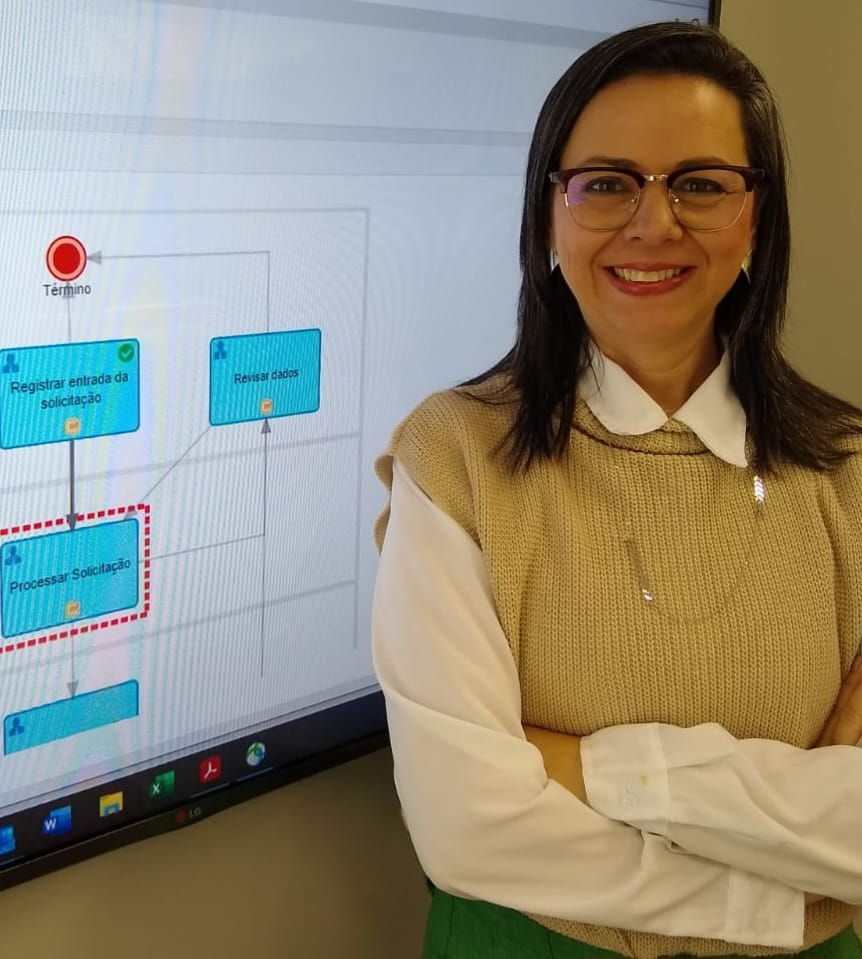 Término
Registrar entrada da
solicitação
Revisar dados
Processar Solicitação
W
X
LG